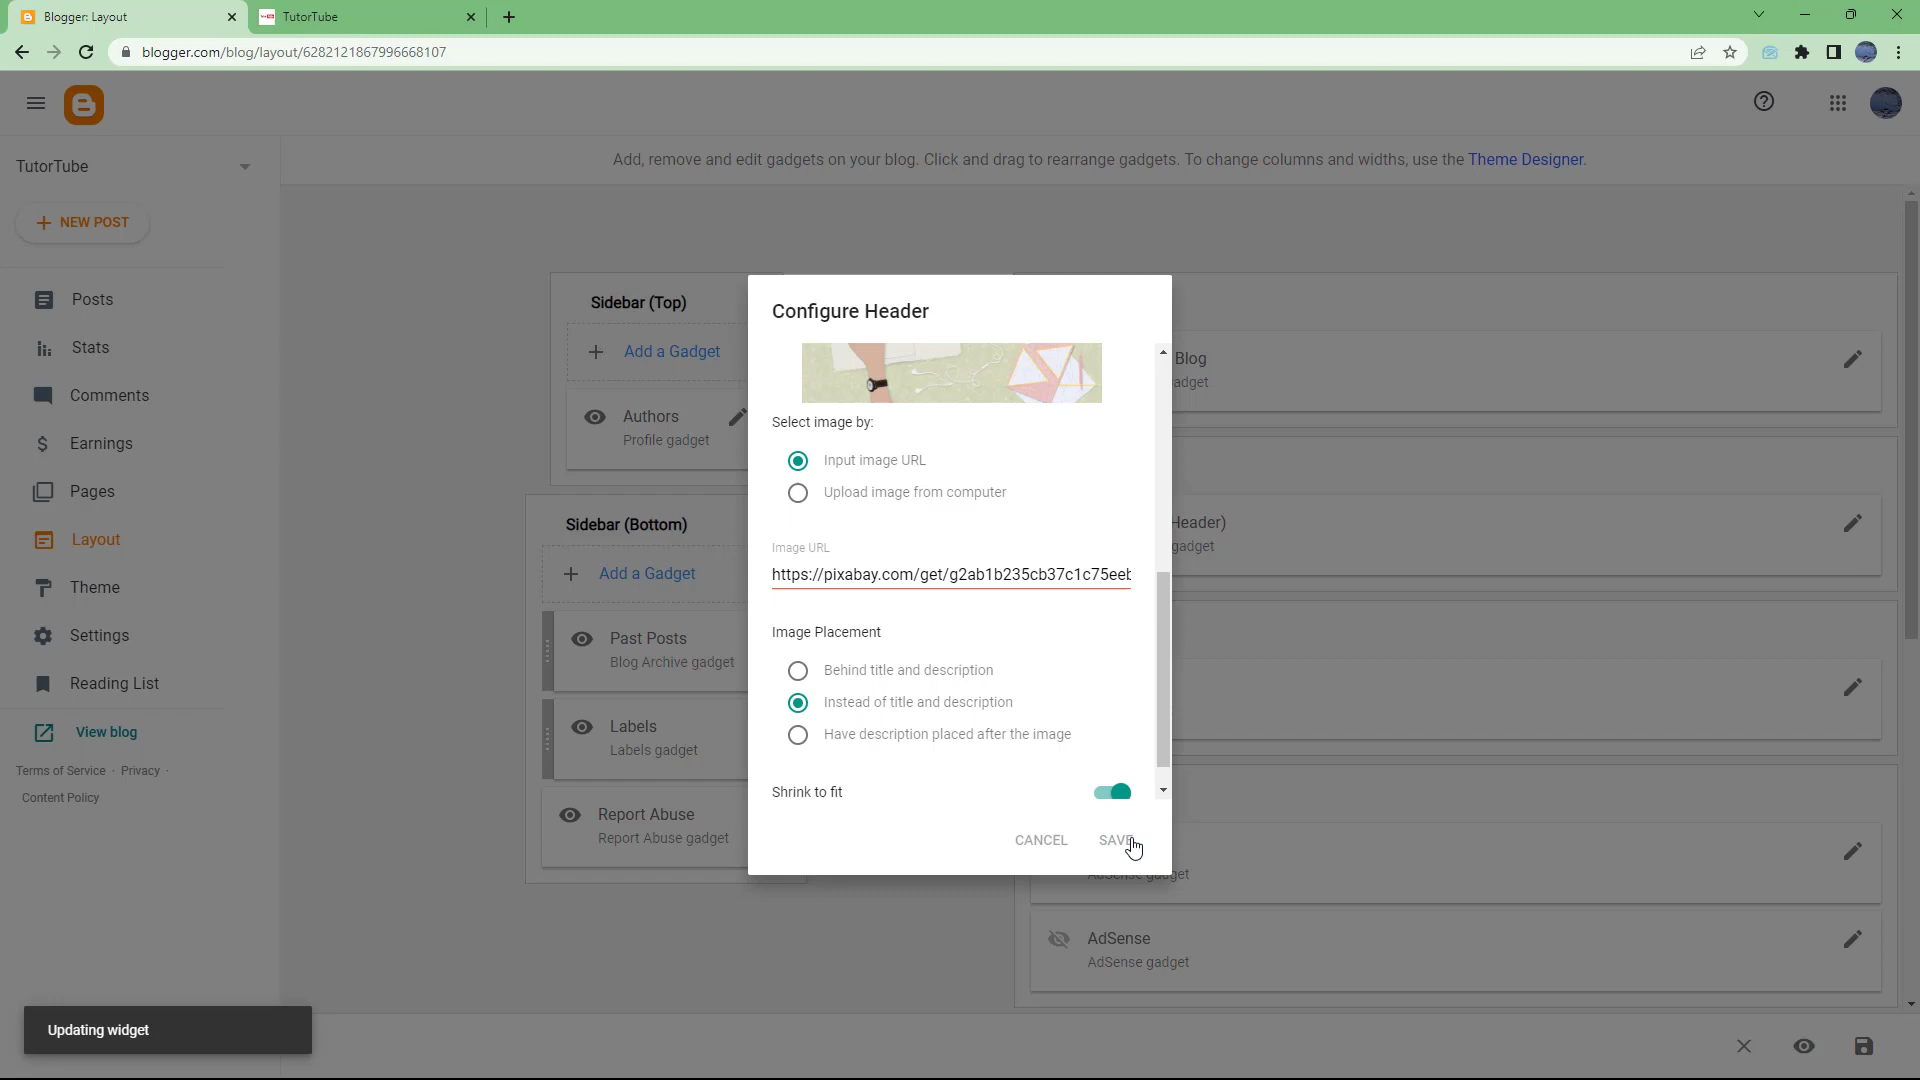 Blogger: Layout
TutorTube
blogger.com/blog/layout/6282121867996668107
TutorTube
Add, remove and edit gadgets on your blog. Click and drag to rearrange gadgets. To change columns and widths, use the Theme Designer.
NEW POST
Posts
Stats
Comments
Earnings
Pages
Layout
Theme
Settings
Reading List
View blog
Terms of Service · Privacy ·
Content Policy
Sidebar (Top)
Add a Gadget
Authors
Profile gadget
Sidebar (Bottom)
Add a Gadget
Past Posts
Blog Archive gadget
Labels
Labels gadget
Report Abuse
Report Abuse gadget
Configure Header
Select image by:
Input image URL
Upload image from computer
Image URL
https://pixabay.com/get/g2ab1b235cb37c1c75eeb
Image Placement
Behind title and description
Instead of title and description
Have description placed after the image
Shrink to fit
CANCEL SAVE
Blog
adget
Header)
gadget
AdSense gadget
AdSense
AdSense gadget
Updating widget